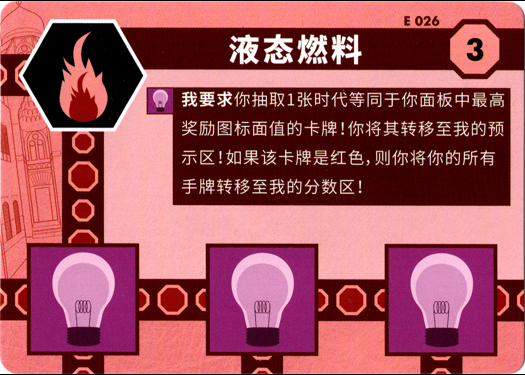 E 026
液态燃料
3
我要求你抽取1张时代等同于你面板中最高
奖励图标面值的卡牌!你将其转移至我的预
示区!如果该卡牌是红色,则你将你的所有
手牌转移至我的分数区!